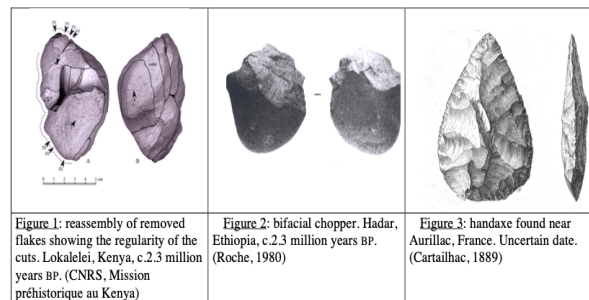 Figure 1: reassembly of removed
flakes showing the regularity of the
cuts. Lokalelei, Kenya, c.2.3 million
years BP. (CNRS, Mission
préhistorique au Kenya)
Figure 2: bifacial chopper. Hadar,
Ethiopia, c.2.3 million years BP.
(Roche, 1980)
Figure 3: handaxe found near
Aurillac, France. Uncertain date.
(Cartailhac, 1889)